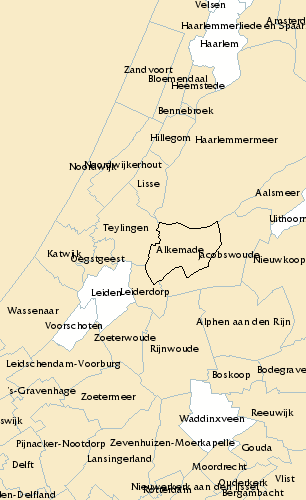 Velsen
Amsterd
Haarlemmerliede en Spaar
Haarlem
Zandvoort
Bloemendaal
Heemstede
Bennebroek
Hillegom
Haarlemmermeer
Noordwijkerhout
Noordwijk
Lisse
Aalsmeer
Uithoorn
Teylingen
Alkemade
Katwijk
Oegstgeest
Jacobswoude
Nieuwkoop
Leiden
Leiderdorp
Wassenaar
Voorschoten
Alphen aan den Rijn
Zoeterwoude
Rijnwoude
Leidschendam-Voorburg
Boskoop
Bodegrave
's-Gravenhage
Zoetermeer
Reeuwijk
swijk
Waddinxveen
Pijnacker-Nootdorp
Zevenhuizen-Moerkapelle
Gouda
Lansingerland
Delft
Moordrecht
Vlist
Ouderkerk
Nieuwerkerk aan den IJssel
Rotterdam
Bergambacht
en-Delfland